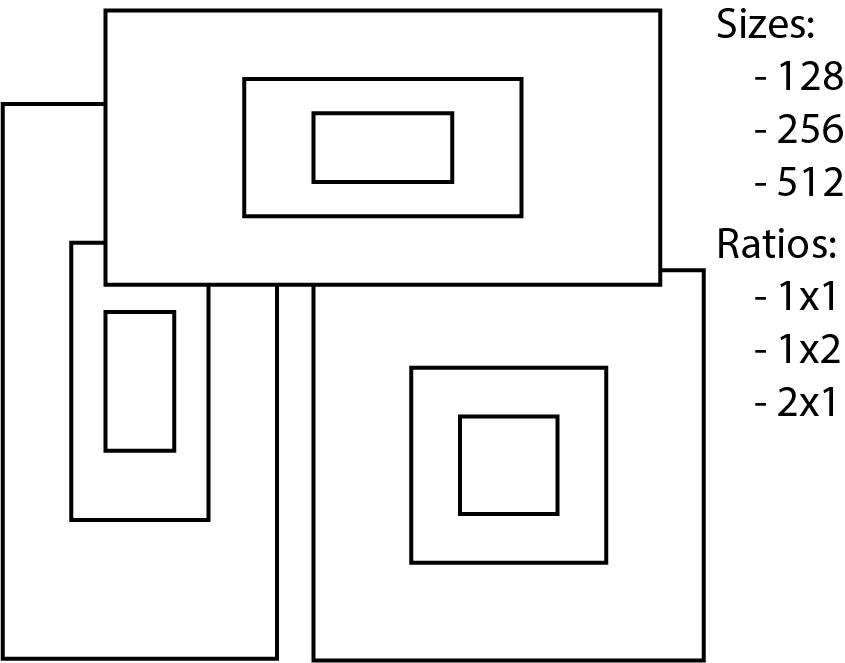 Sizes:
- 128
- 256
- 512
Ratios:
- 1x1
- 1x2
- 2x1